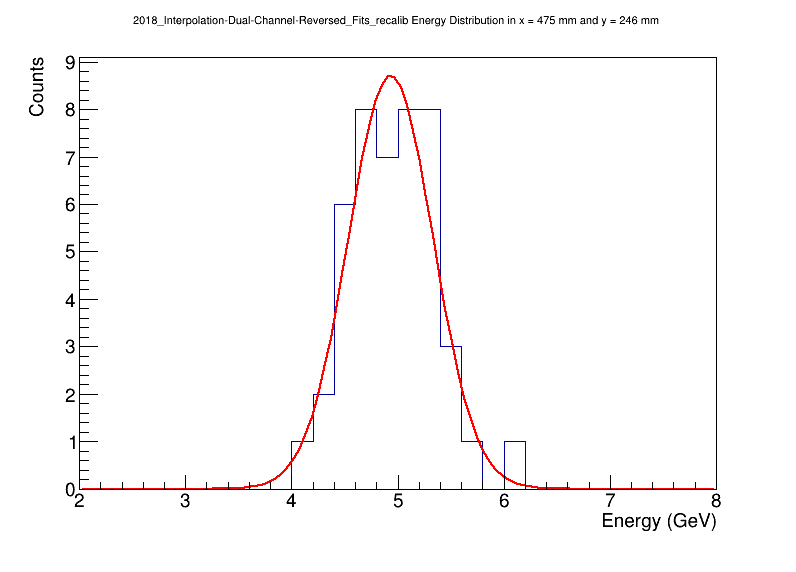 2018_Interpolation-Dual-Channel-Reversed_Fits_recalib Energy Distribution in x = 475 mm and y = 246 mm
Counts
9
8
7
6
5
4
3
2
1
0
2 3 4 5 6 7 8
Energy (GeV)